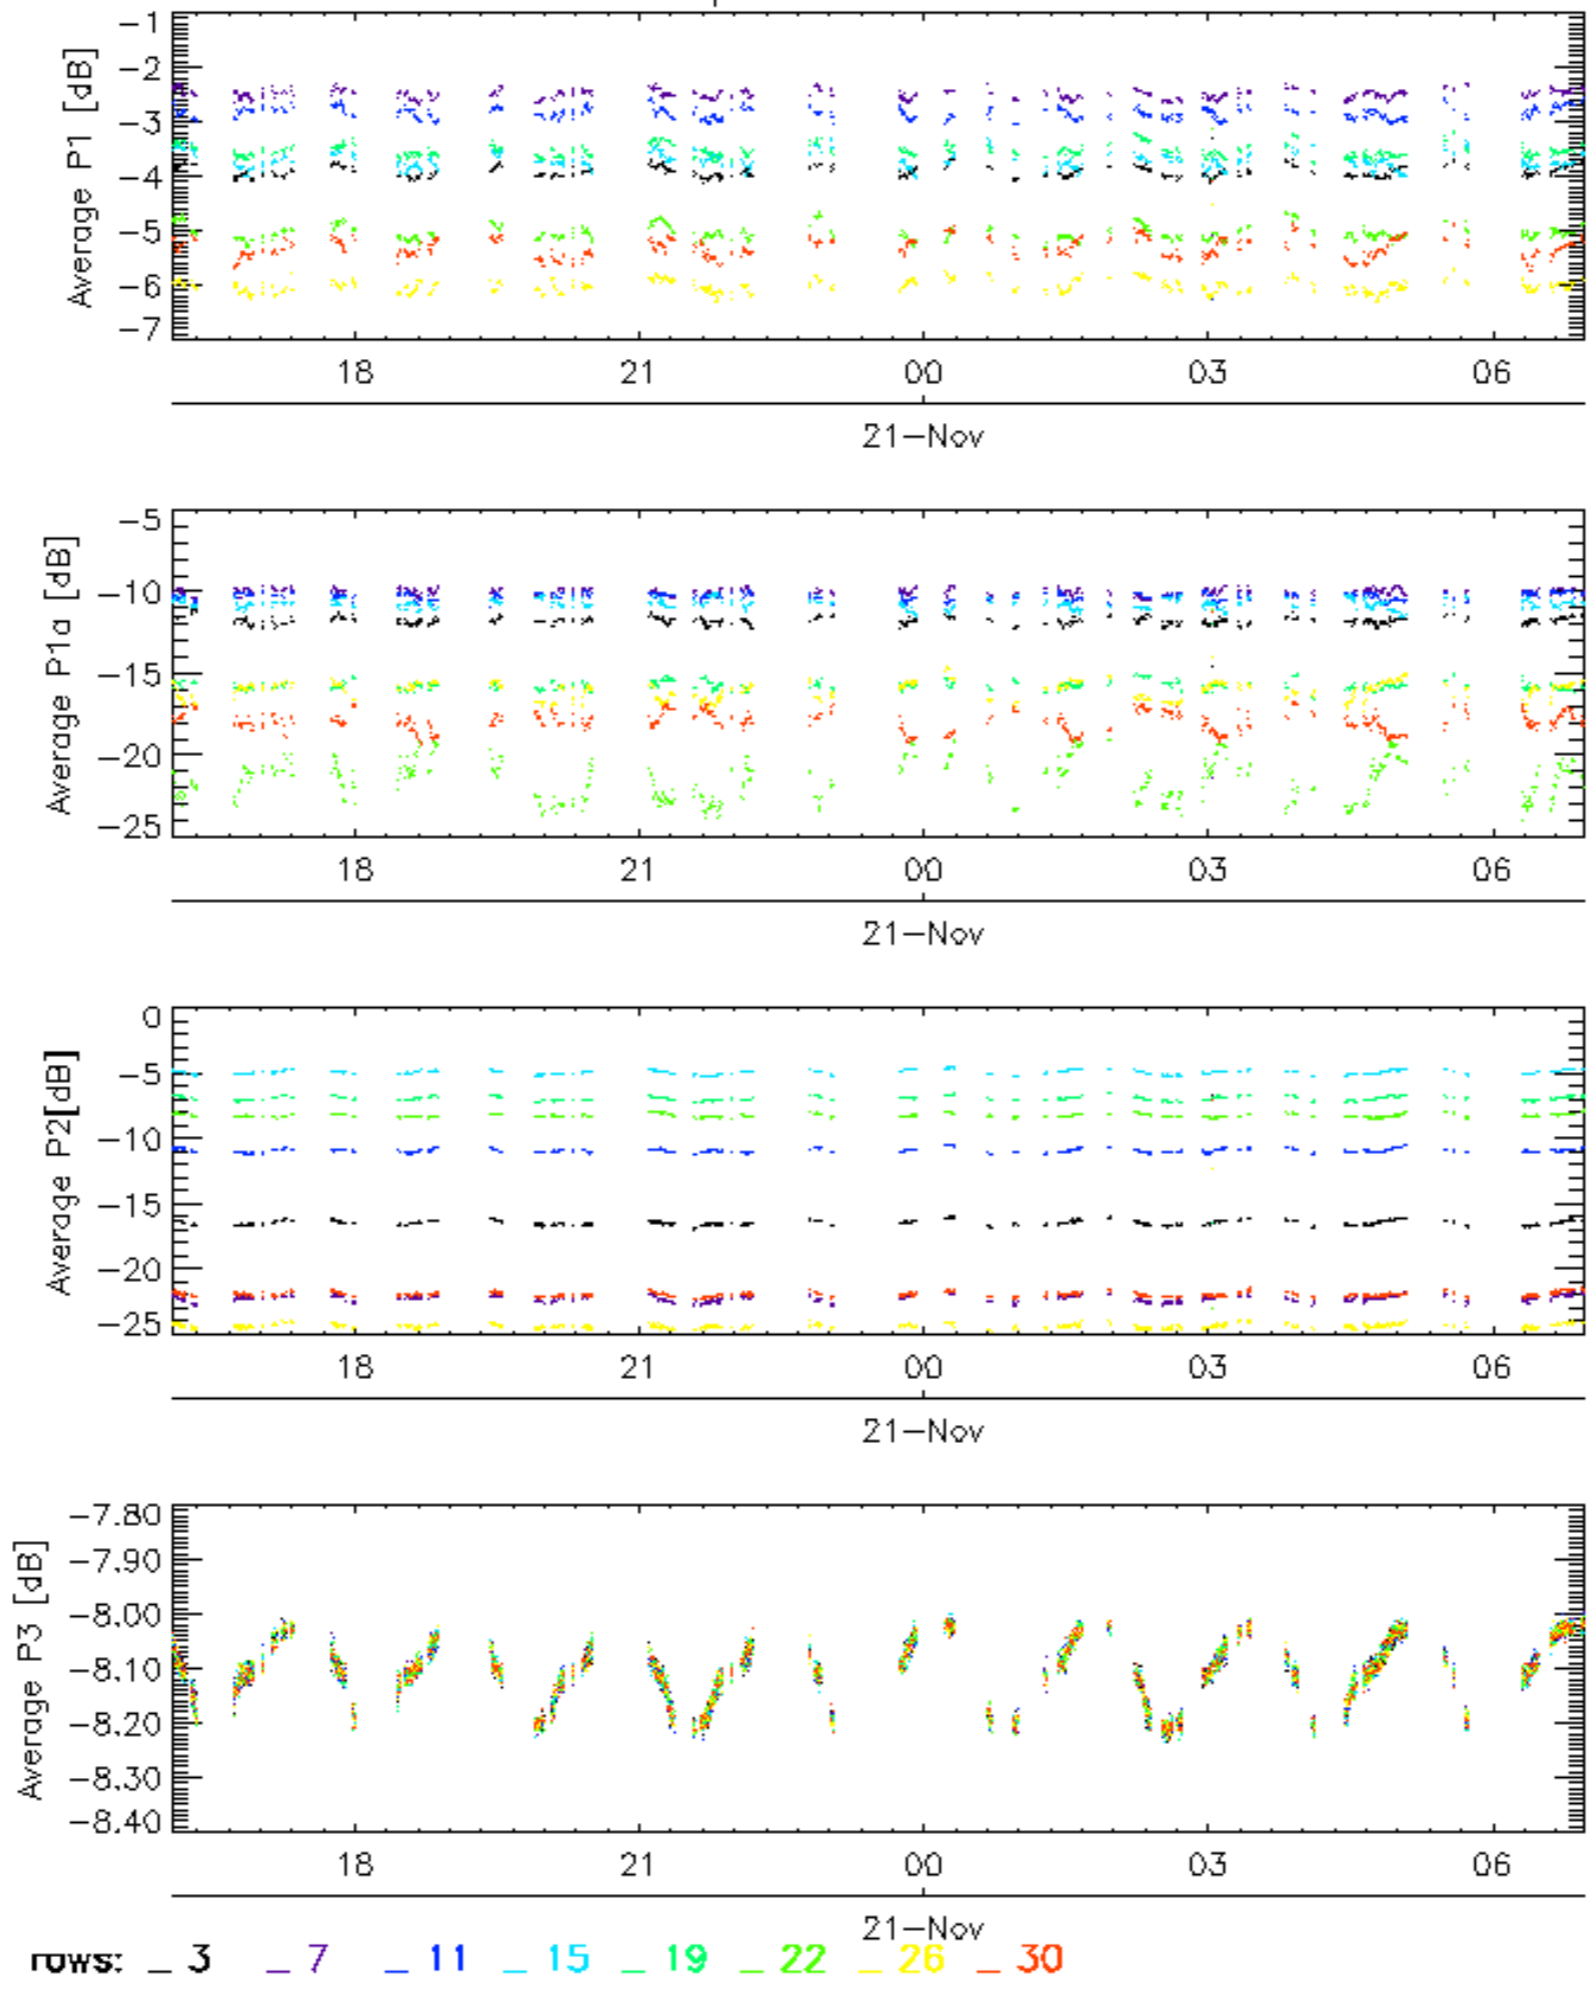 Average P1 [dB]
-1
-2
-3
-4
-5
-6
-7
18 21 00 03 06
21-Nov
Average P1a [dB]
-5
-10
-15
-20
-25
18 21 00 03 06
21-Nov
Average P2[dB]
0
-5
-10
-15
-20
-25
18 21 00 03 06
21-Nov
Average P3 [dB]
-7.80
-7.90
-8.00
-8.10
-8.20
-8.30
-8.40
18 21 00 03 06
21-Nov
rows: _ 3 _ 7 _ 11 _ 15 _ 19 _ 22 _ 26 _ 30